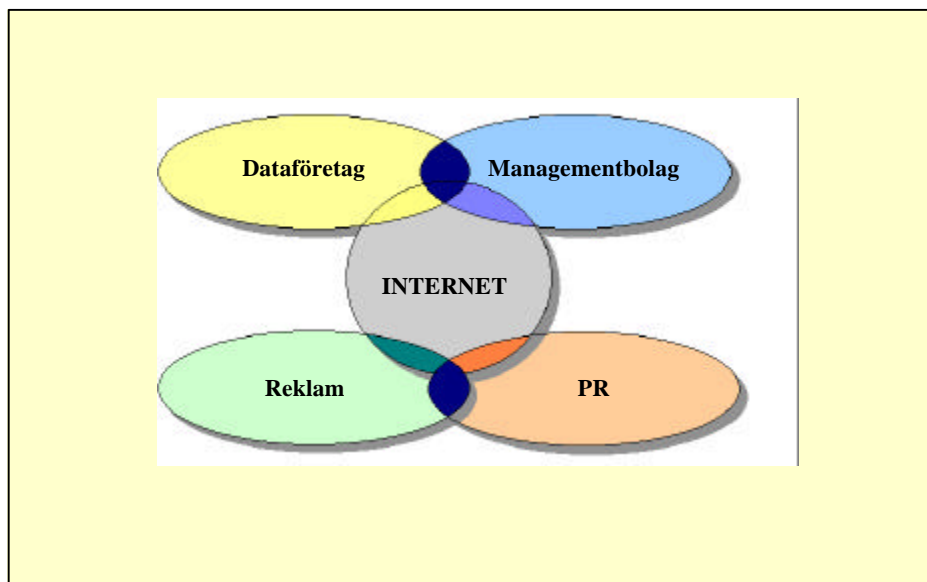 Dataföretag
Managementbolag
INTERNET
Reklam
PR